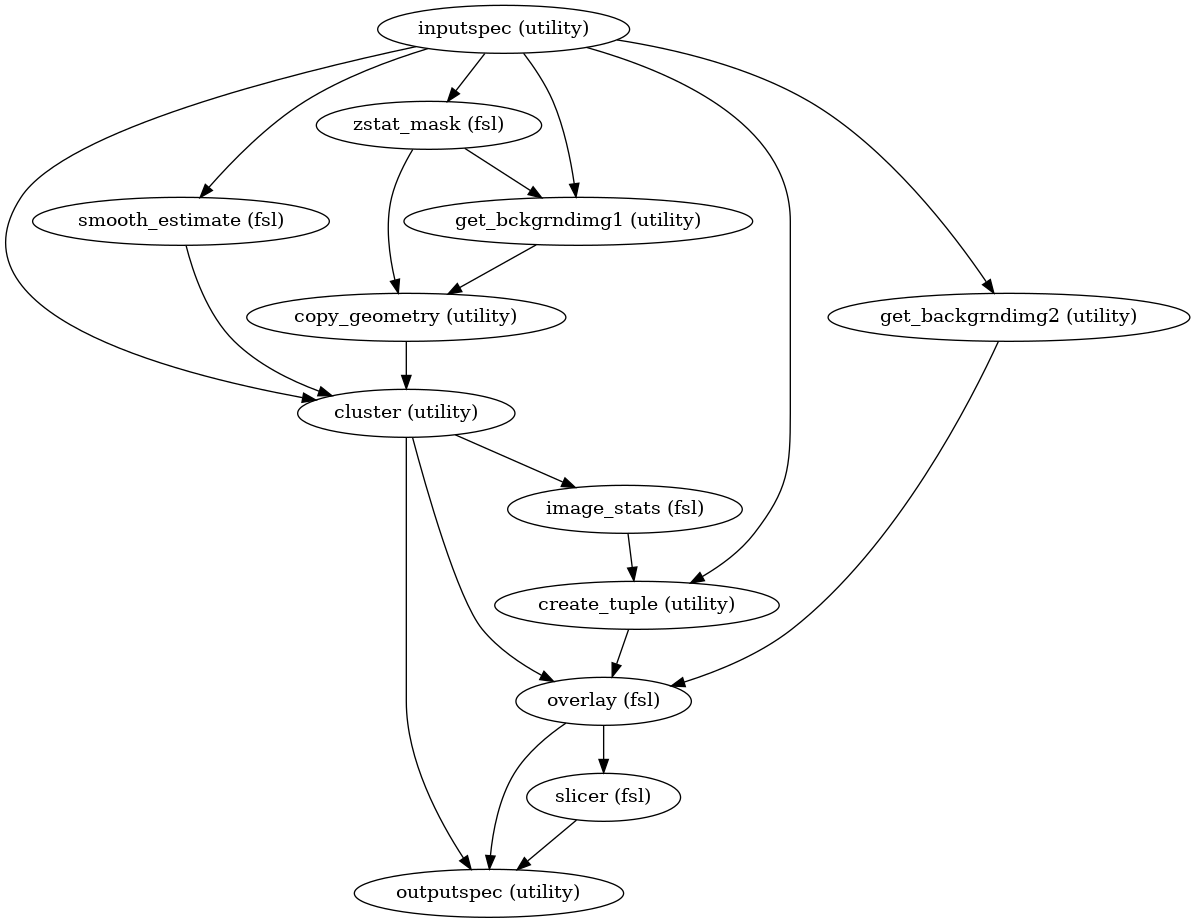 inputspec (utility)
zstat_mask (fsl)
smooth_estimate (fsl)
get_bckgrndimg1 (utility)
copy_geometry (utility)
get_backgrndimg2 (utility)
cluster (utility)
image_stats (fsl)
create_tuple (utility)
overlay (fsl)
slicer (fsl)
outputspec (utility)